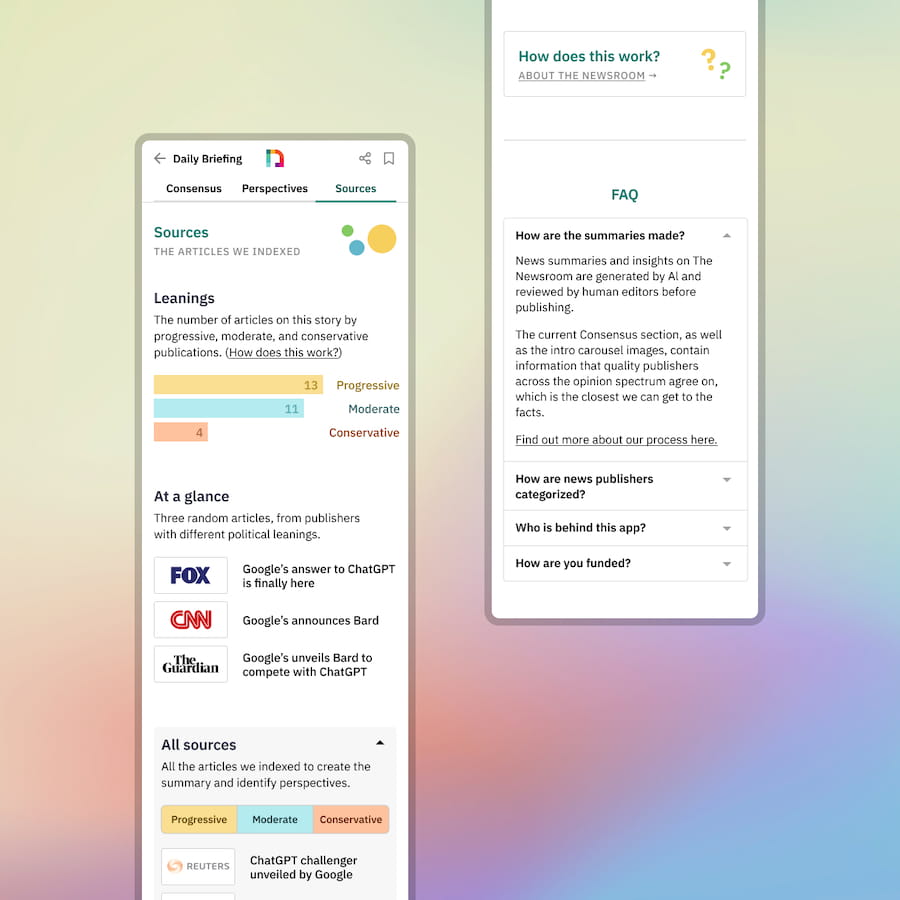 Daily Briefing
Consensus Perspectives Sources
Sources
THE ARTICLES WE INDEXED
Leanings
The number of articles on this story by
progressive, moderate, and conservative
publications. (How does this work?)
13 Progressive
11 Moderate
4 Conservative
At a glance
Three random articles, from publishers
with different political leanings.
FOX
Google’s answer to ChatGPT
is finally here
CNN
Google’s announces Bard
The
Guardian
Google’s unveils Bard to
compete with ChatGPT
All sources
All the articles we indexed to create the
summary and identify perspectives.
Progressive Moderate Conservative
REUTERS
ChatGPT challenger
unveiled by Google
How does this work?
ABOUT THE NEWSROOM →
??
FAQ
How are the summaries made?
News summaries and insights on The
Newsroom are generated by AI and
reviewed by human editors before
publishing.
The current Consensus section, as well
as the intro carousel images, contain
information that quality publishers
across the opinion spectrum agree on,
which is the closest we can get to the
facts.
Find out more about our process here.
How are news publishers
categorized?
Who is behind this app?
How are you funded?